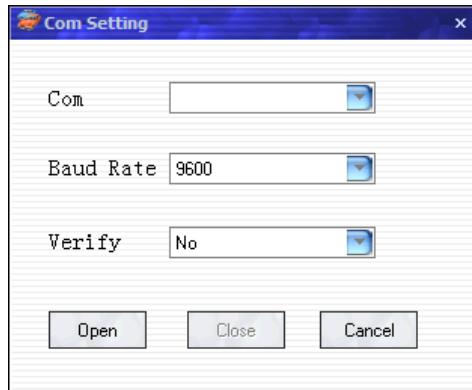 Com Setting
Com
Baud Rate 9600
Verify No
Open Close Cancel